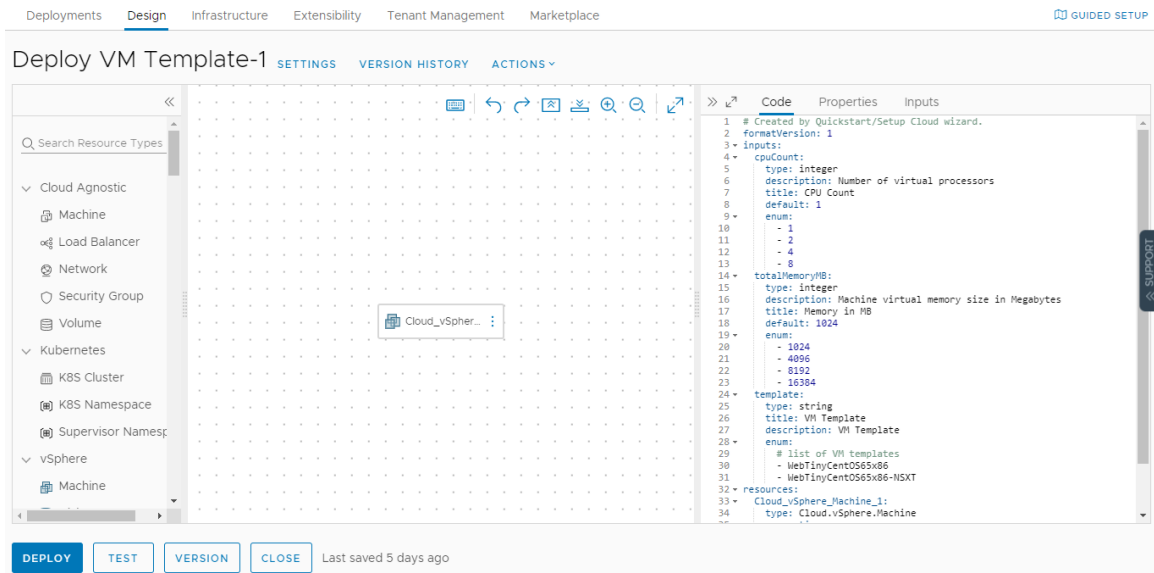 Deployments Design Infrastructure Extensibility Tenant Management Marketplace GUIDED SETUP
Deploy VM Template-1 SETTINGS VERSION HISTORY ACTIONS
Search Resource Types
Cloud Agnostic
Machine
Load Balancer
Network
Security Group
Volume
Kubernetes
K8S Cluster
K8S Namespace
Supervisor Namesp
vSphere
Machine
Cloud_vSpher...
Code Properties Inputs
1 # Created by Quickstart/Setup Cloud wizard.
2 formatVersion: 1
3 inputs:
4 cpuCount:
5 type: integer
6 description: Number of virtual processors
7 title: CPU Count
8 default: 1
9 enum:
10 - 1
11 - 2
12 - 4
13 - 8
14 totalMemoryMB:
15 type: integer
16 description: Machine virtual memory size in Megabytes
17 title: Memory in MB
18 default: 1024
19 enum:
20 - 1024
21 - 4096
22 - 8192
23 - 16384
24 template:
25 type: string
26 title: VM Template
27 description: VM Template
28 enum:
29 # list of VM templates
30 - WebTinyCentOS65x86
31 - WebTinyCentOS65x86-NSXT
32 resources:
33 Cloud_vSphere_Machine_1:
34 type: Cloud.vSphere.Machine
SUPPORT
DEPLOY TEST VERSION CLOSE Last saved 5 days ago